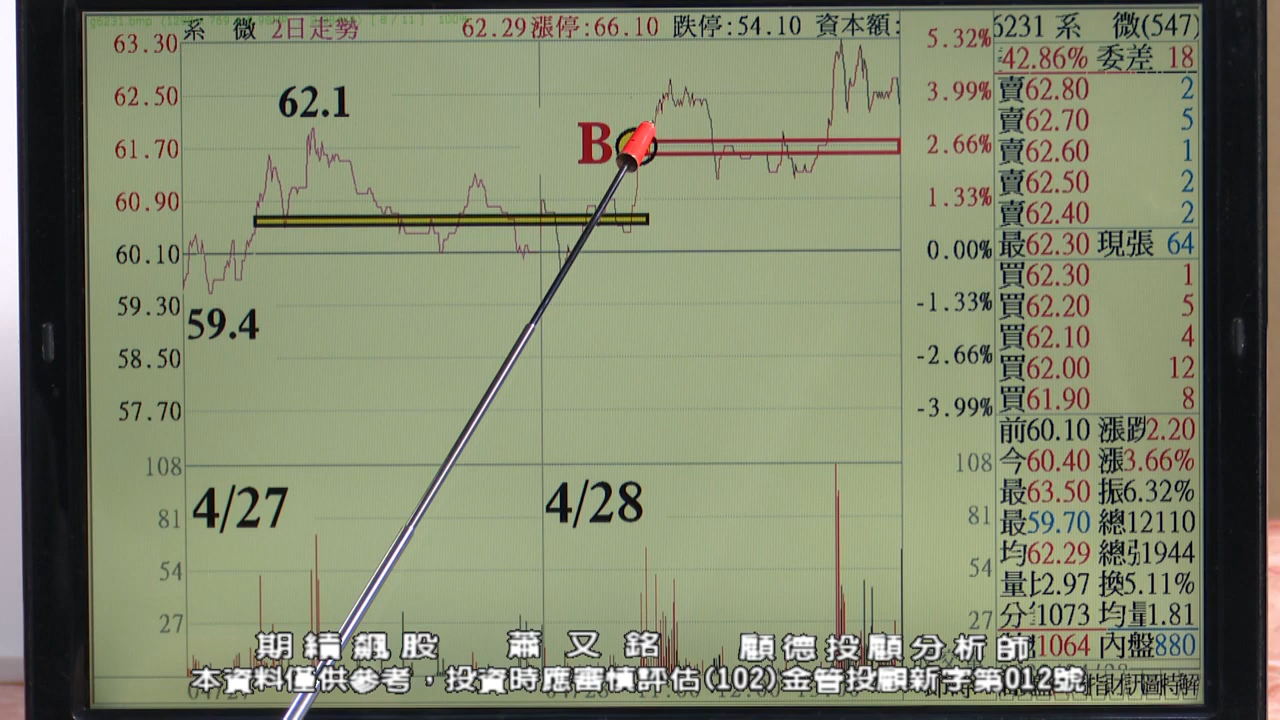 系 微 2日走勢 62.29漲停:66.10 跌停:54.10 資本額:
63.30
62.50
61.70
60.90
60.10
59.30
58.50
57.70
108
81
54
27
62.1
59.4
B
4/27
4/28
5.32%
3.99%
2.66%
1.33%
0.00%
-1.33%
-2.66%
-3.99%
108
81
54
27
6231 系 微(547)
42.86% 委差 18
賣62.80 2
賣62.70 5
賣62.60 1
賣62.50 2
賣62.40 2
最62.30 現張 64
買62.30 1
買62.20 5
買62.10 4
買62.00 12
買61.90 8
前60.10 漲跌2.20
今60.40 漲3.66%
最63.50 振6.32%
最59.70 總12110
均62.29 總1944
量比2.97 換5.11%
分1073 均量1.81
1064 內盤880
期續飆股 蕭又銘 顧德投顧分析師
本資料僅供參考，投資時應審慎評估(102)金管投顧新字第012號